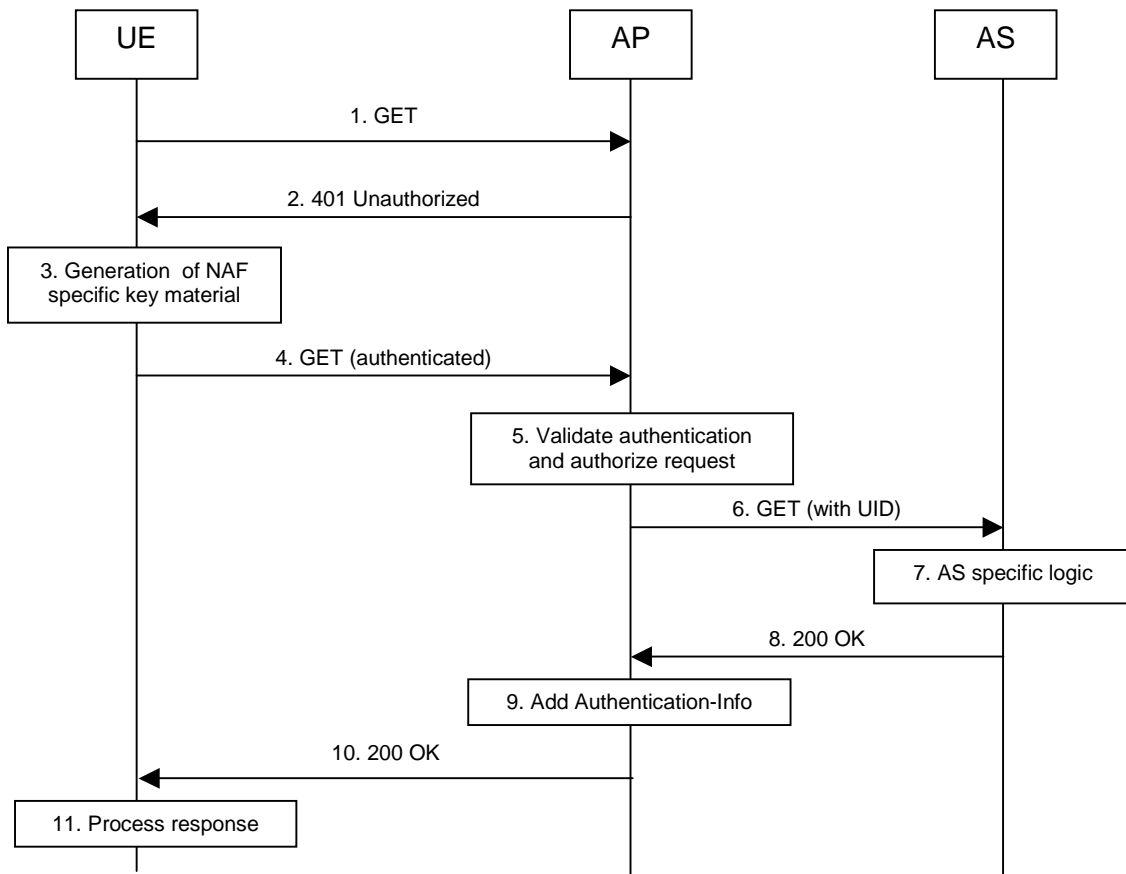 UE
AP
AS
1. GET
2. 401 Unauthorized
3. Generation of NAF
specific key material
4. GET (authenticated)
5. Validate authentication
and authorize request
6. GET (with UID)
7. AS specific logic
8. 200 OK
9. Add Authentication-Info
10. 200 OK
11. Process response